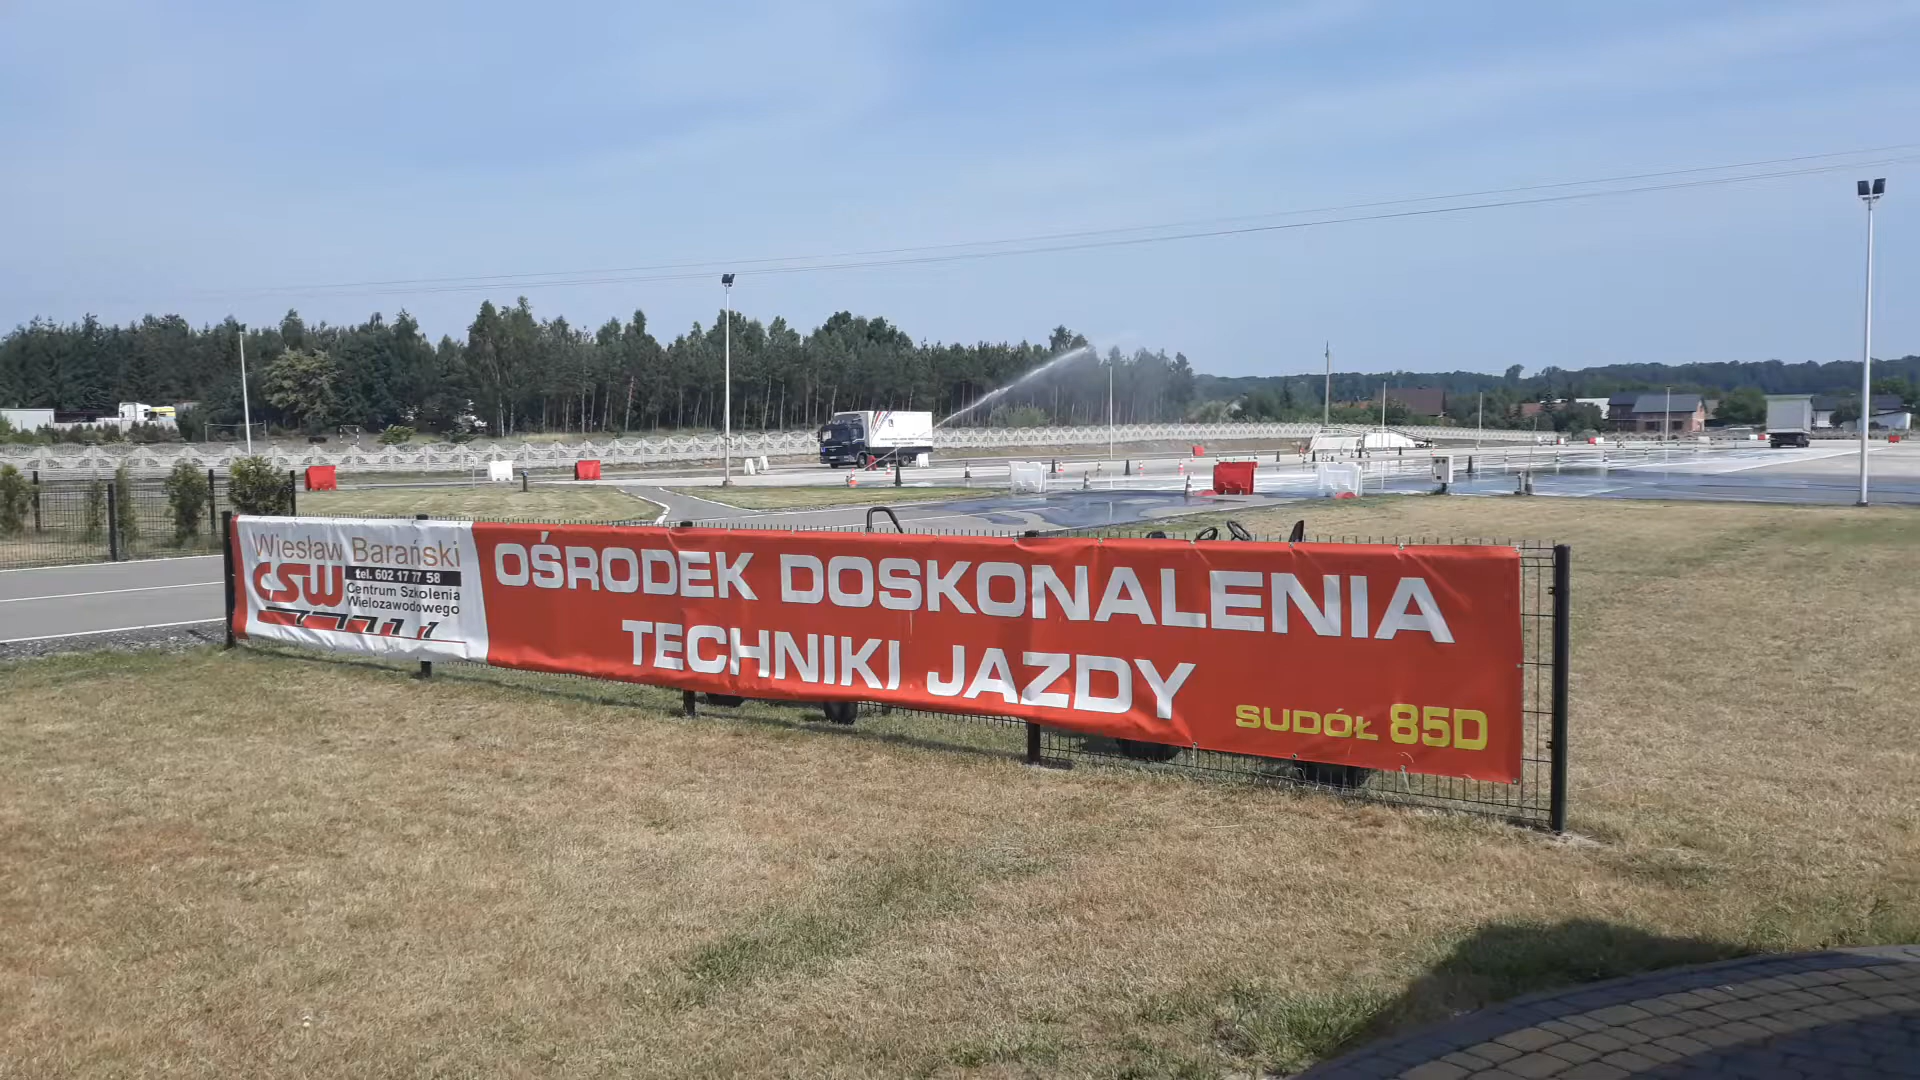 Wiesław Barański
tel. 602 17 77 58
CSW
Centrum Szkolenia
Wielozawodowego
OŚRODEK DOSKONALENIA
TECHNIKI JAZDY
SUDÓŁ 85D
L